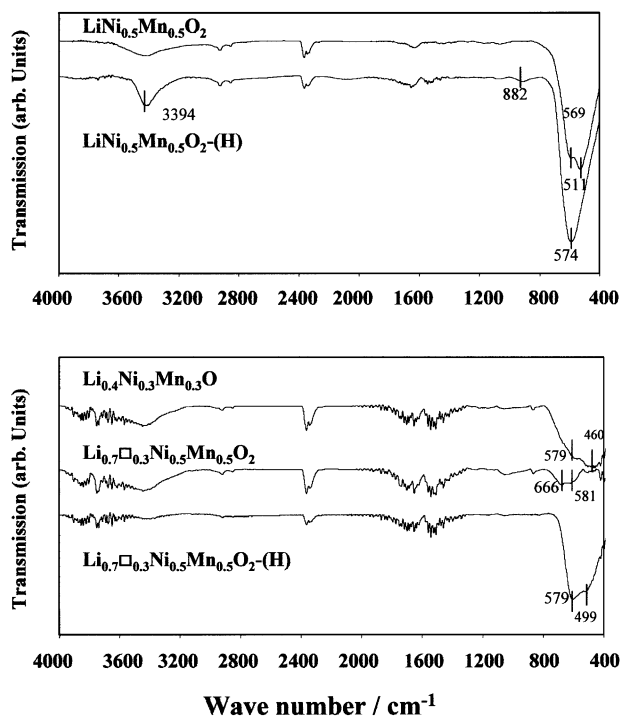 LiNi₀.₅Mn₀.₅O₂
Transmission (arb. Units)
3394
882
569
LiNi₀.₅Mn₀.₅O₂-(H)
511
574
4000 3600 2800 2400 2000 1600 1200 800 400
Li₀.₄Ni₀.₃Mn₀.₃O
Transmission (arb. Units)
460
579
Li₀.₇□₀.₃Ni₀.₅Mn₀.₅O₂
666 581
Li₀.₇□₀.₃Ni₀.₅Mn₀.₅O₂-(H)
579
499
4000 3600 2800 2400 2000 1600 1200 800 400
Wave number / cm⁻¹